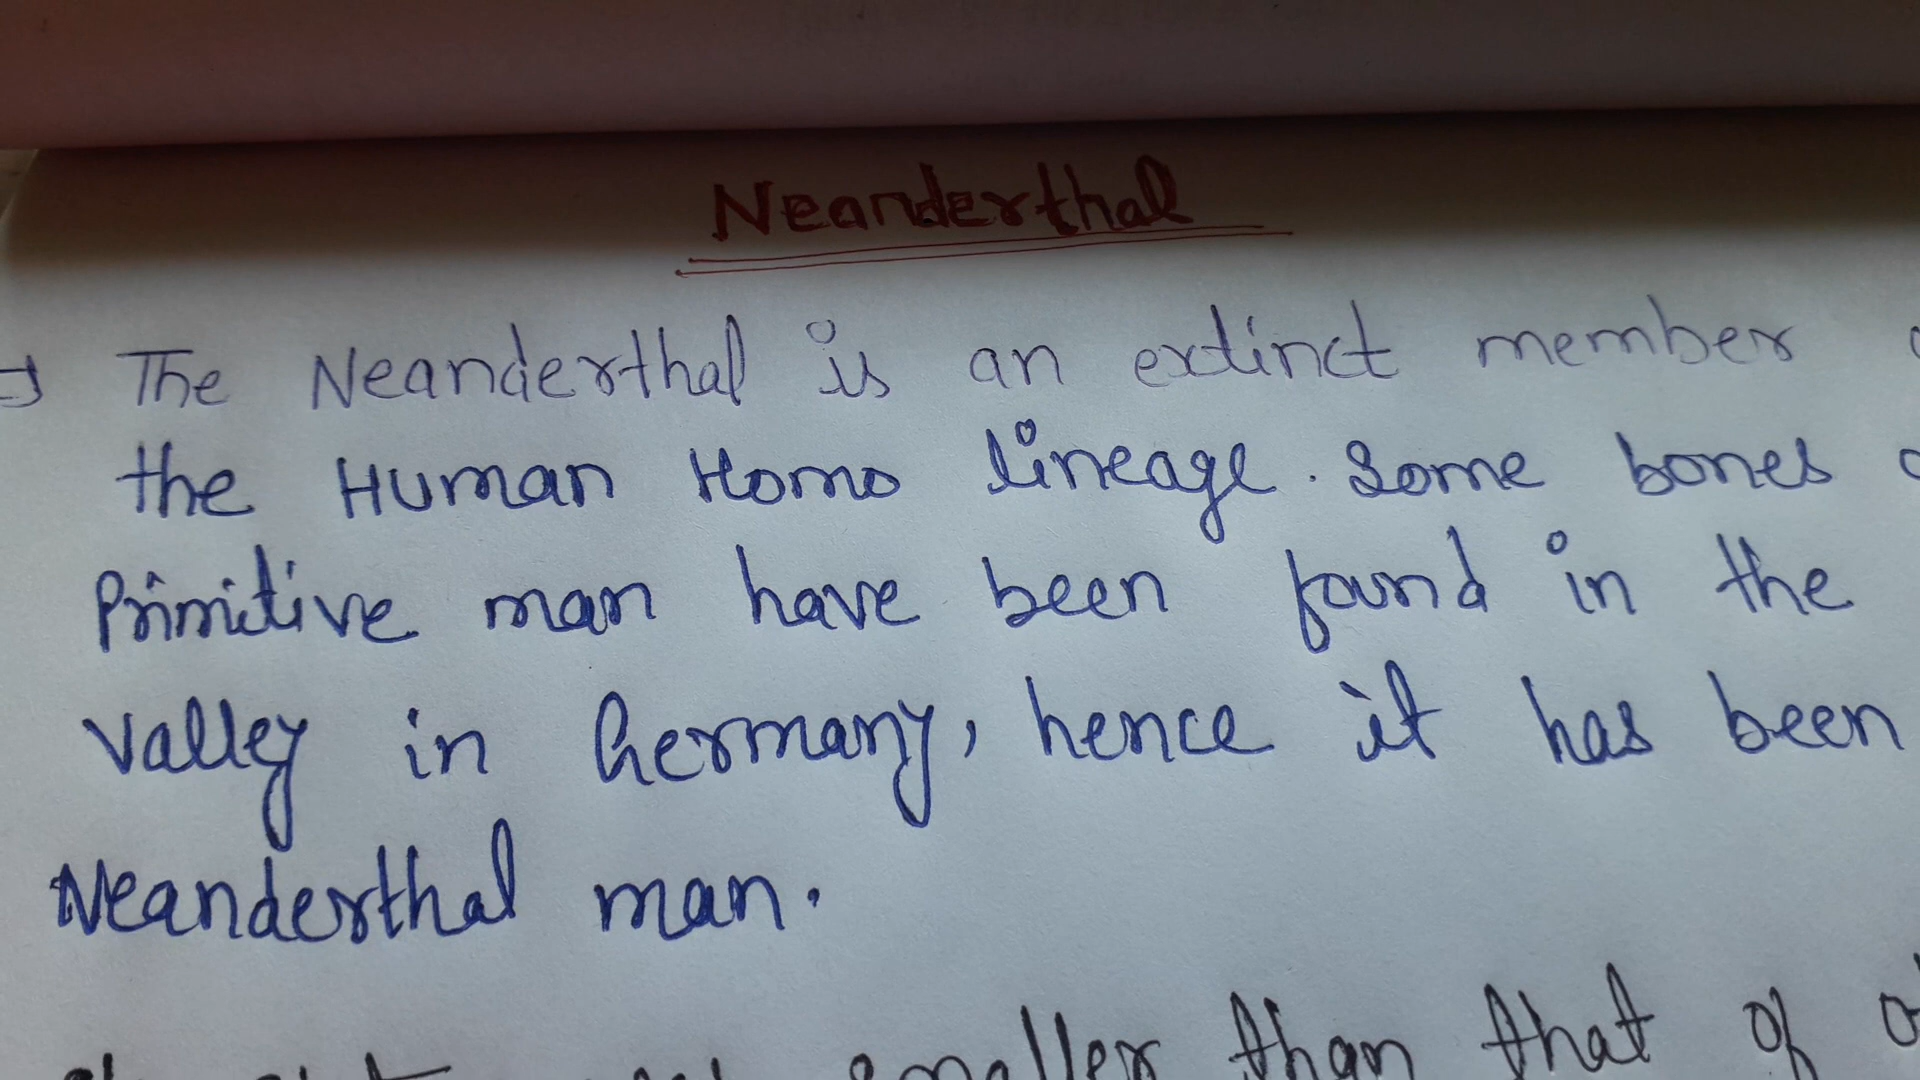 Neanderthal
The Neanderthal is an extinct member
the Human Homo lineage. Some bones
Primitive man have been found in the
valley in Germany, hence it has been
Neanderthal man.
smaller than that of